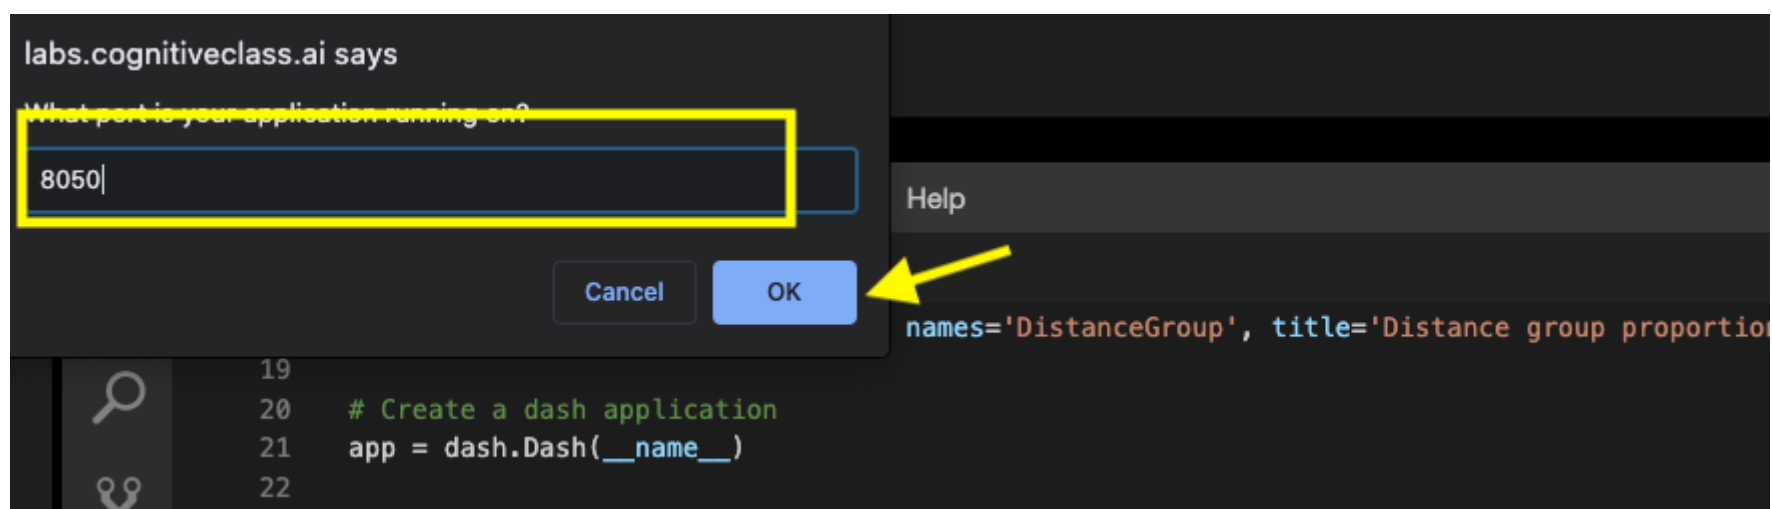 labs.cognitiveclass.ai says
What port is your application running on?
8050
Cancel
OK
Help
names='DistanceGroup', title='Distance group proportion
19
20 # Create a dash application
21 app = dash.Dash(__name__)
22